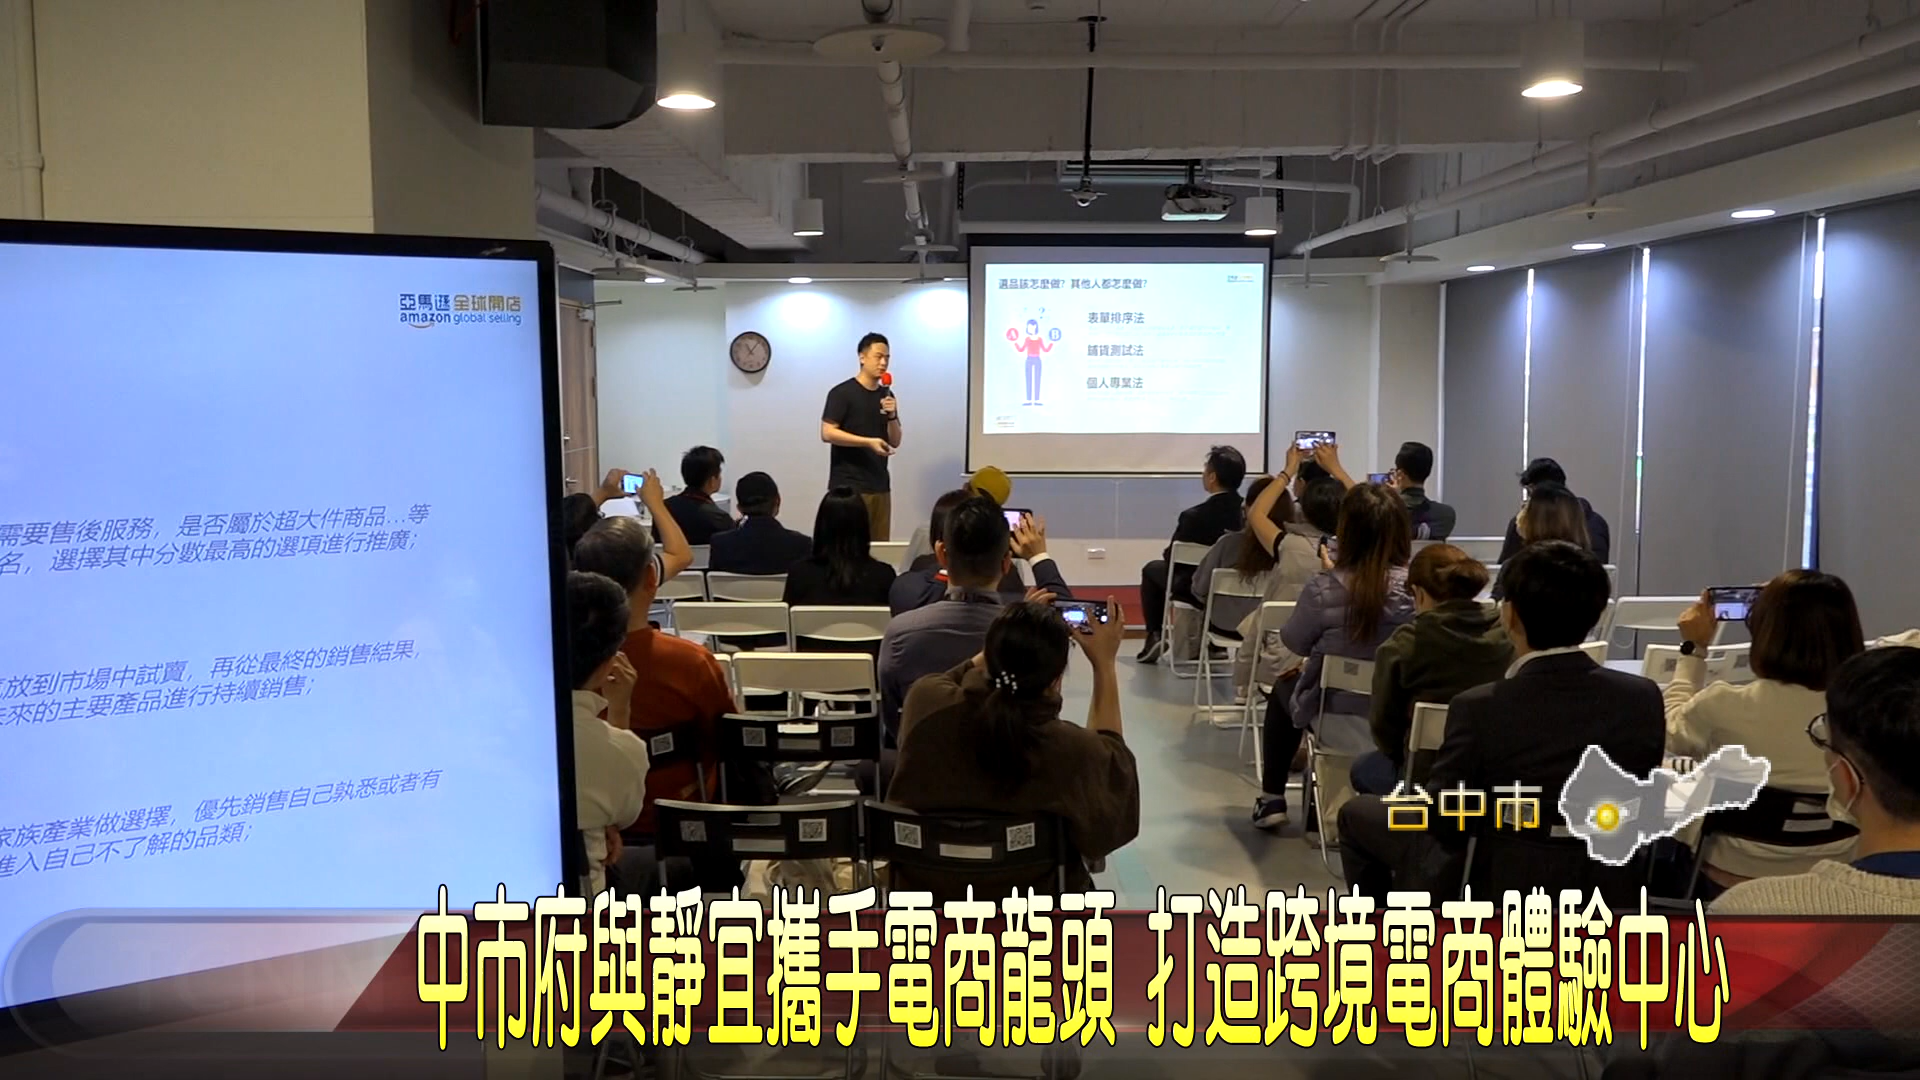 亞馬遜 全球開店
amazon global selling
選品該怎麼做? 其他人都怎麼做?
表單排序法
A
B
鋪貨測試法
個人專業法
需要售後服務，是否屬於超大件商品...等
名，選擇其中分數最高的選項進行推廣；
放到市場中試賣，再從最終的銷售結果，
未來的主要產品進行持續銷售；
家族產業做選擇，優先銷售自己熟悉或者有
進入自己不了解的品類；
台中市
中市府與靜宜攜手電商龍頭 打造跨境電商體驗中心